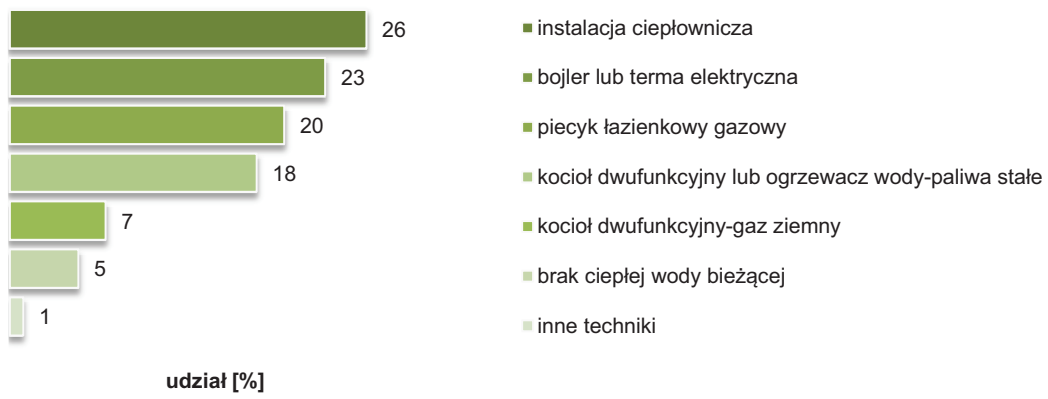 26 instalacja ciepłownicza
23 bojler lub terma elektryczna
20 piecyk łazienkowy gazowy
18 kocioł dwufunkcyjny lub ogrzewacz wody-paliwa stałe
7 kocioł dwufunkcyjny-gaz ziemny
5 brak ciepłej wody bieżącej
1 inne techniki
udział [%]